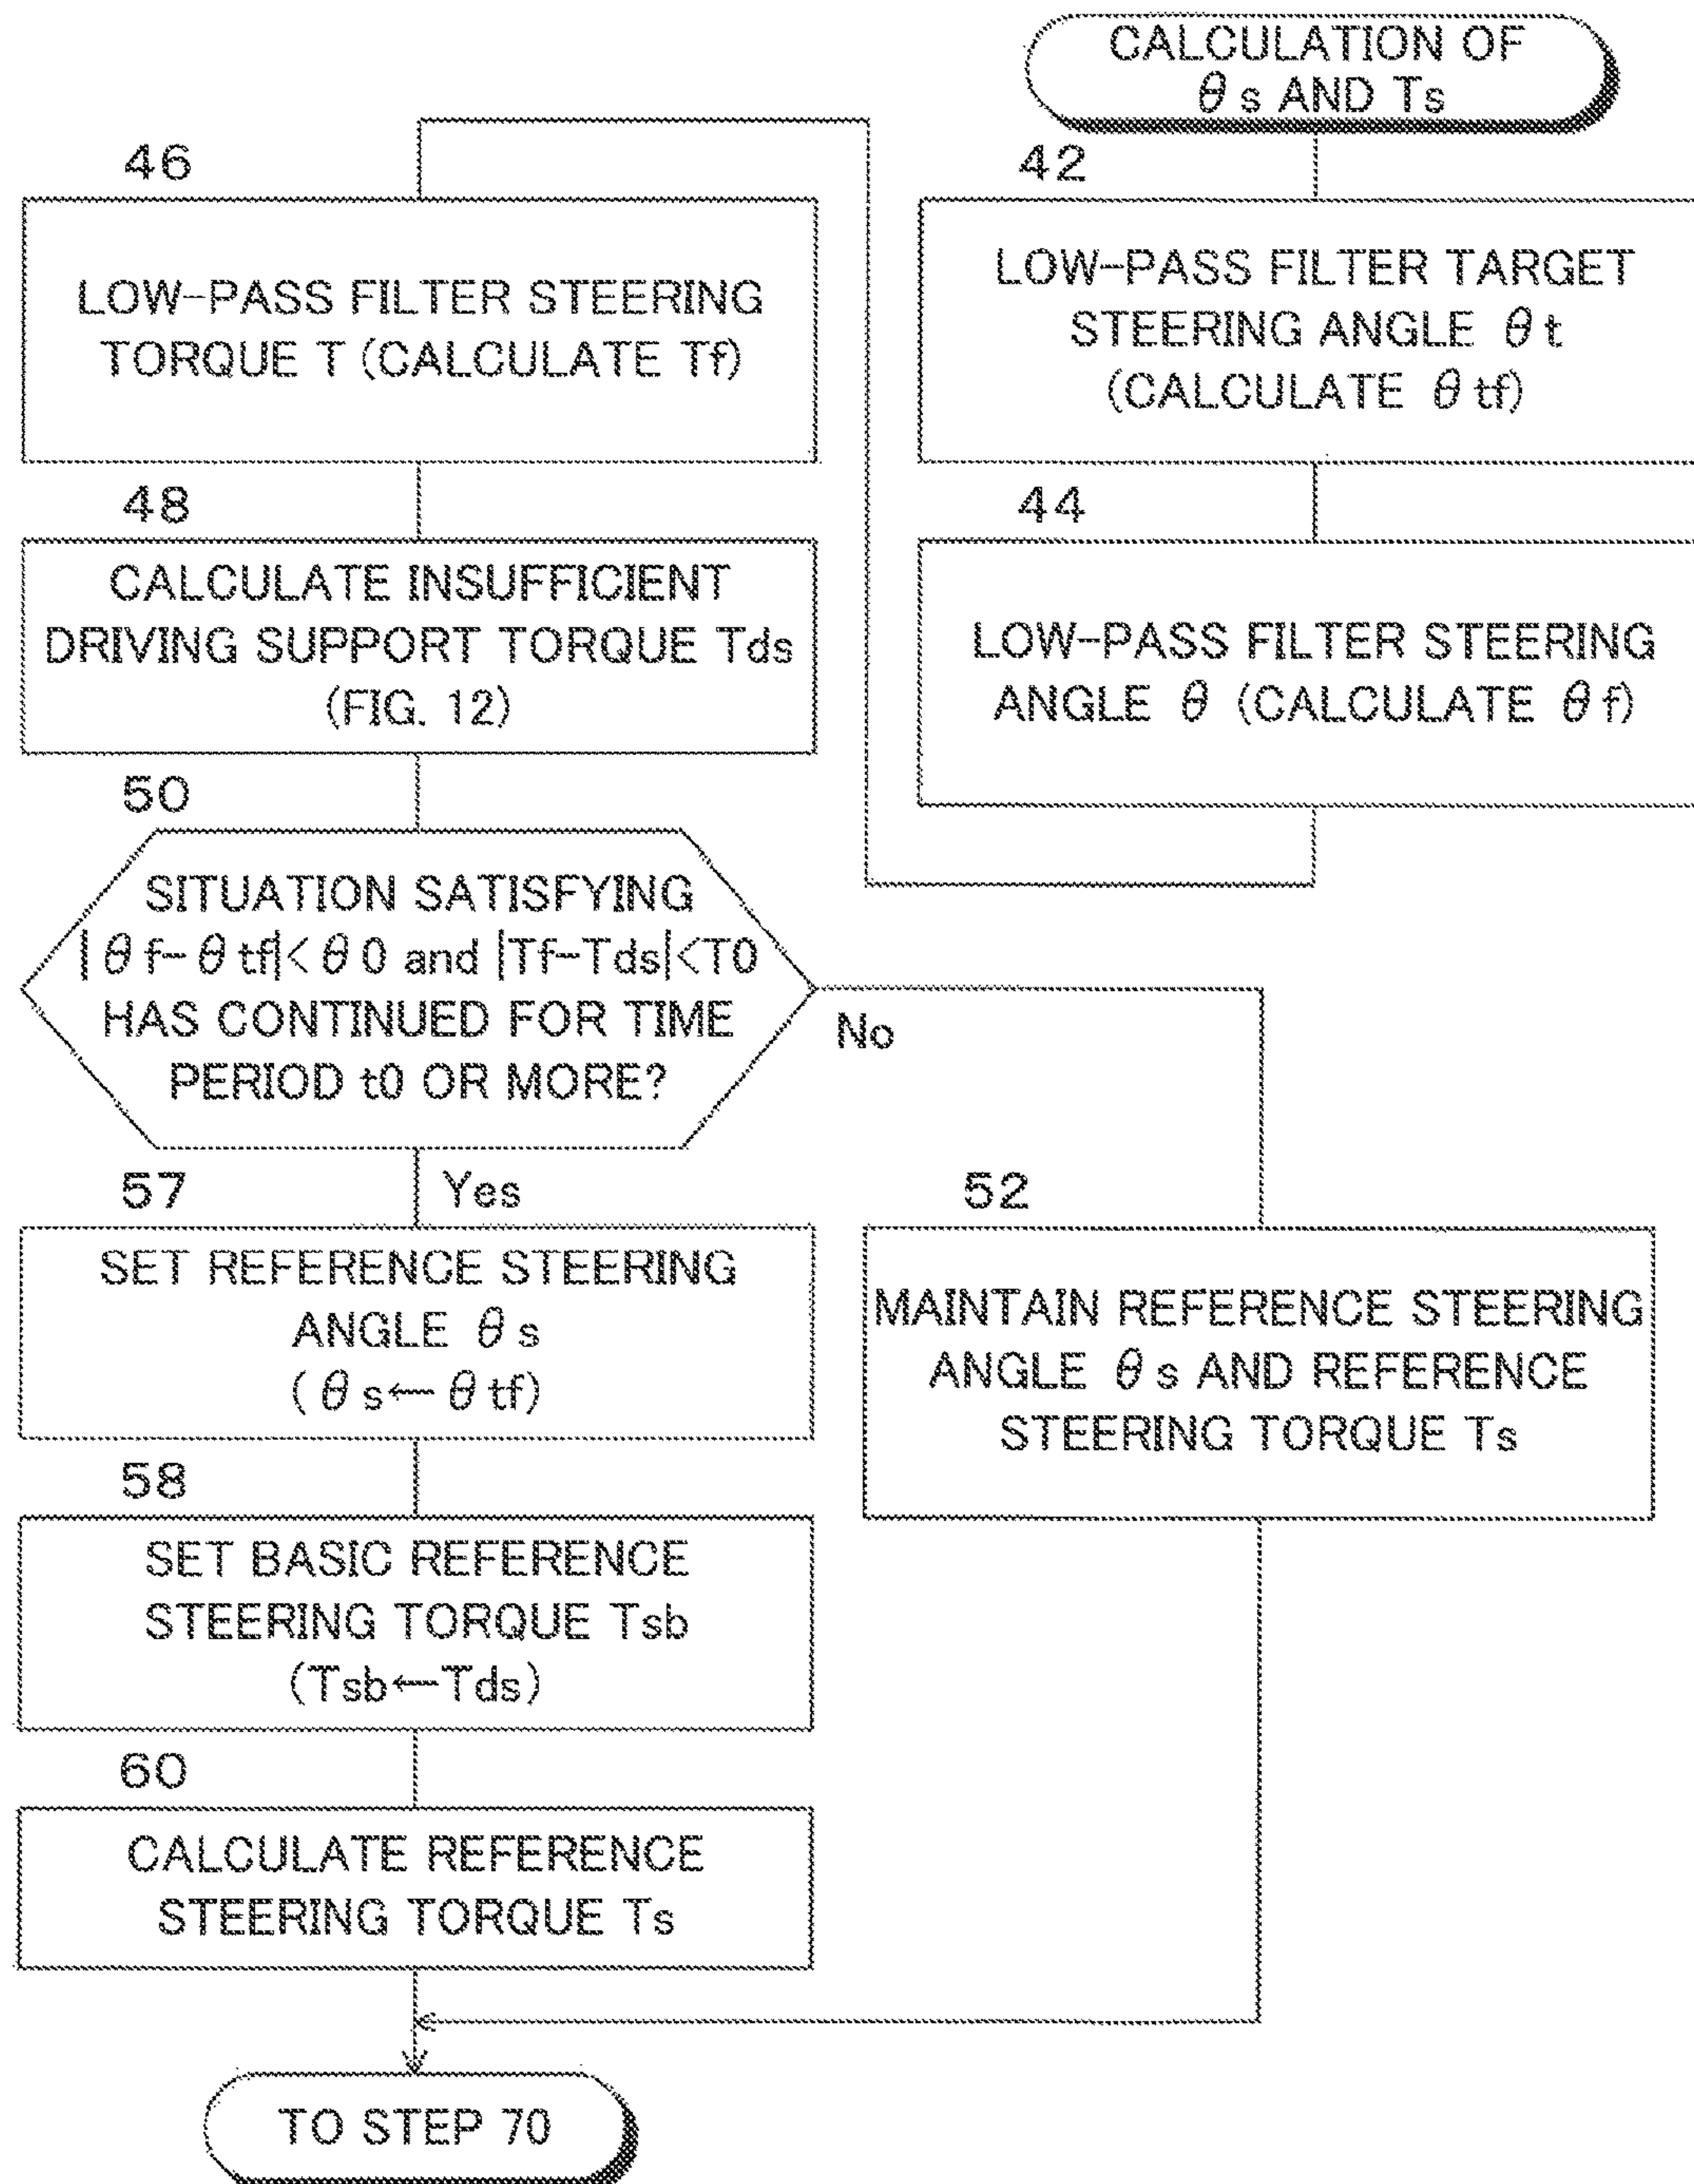 CALCULATION OF
θs AND Ts
42
LOW-PASS FILTER TARGET
STEERING ANGLE θt
(CALCULATE θtf)
44
LOW-PASS FILTER STEERING
ANGLE θ (CALCULATE θf)
46
LOW-PASS FILTER STEERING
TORQUE T (CALCULATE Tf)
48
CALCULATE INSUFFICIENT
DRIVING SUPPORT TORQUE Tds
(FIG. 12)
50
SITUATION SATISFYING
|θf-θtf|<θ0 and |Tf-Tds|<T0
HAS CONTINUED FOR TIME
PERIOD t0 OR MORE?
No
Yes
52
MAINTAIN REFERENCE STEERING
ANGLE θs AND REFERENCE
STEERING TORQUE Ts
57
SET REFERENCE STEERING
ANGLE θs
(θs←θtf)
58
SET BASIC REFERENCE
STEERING TORQUE Tsb
(Tsb←Tds)
60
CALCULATE REFERENCE
STEERING TORQUE Ts
TO STEP 70